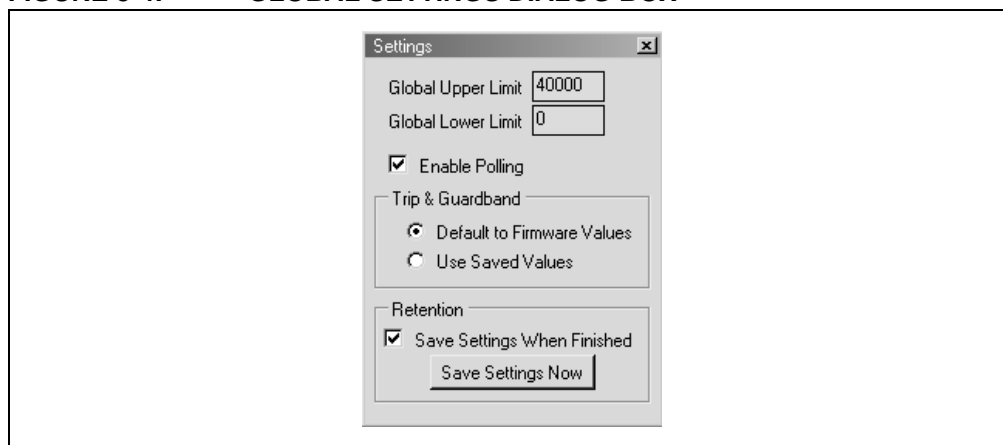 Settings
Global Upper Limit 40000
Global Lower Limit 0
Enable Polling
Trip & Guardband
Default to Firmware Values
Use Saved Values
Retention
Save Settings When Finished
Save Settings Now